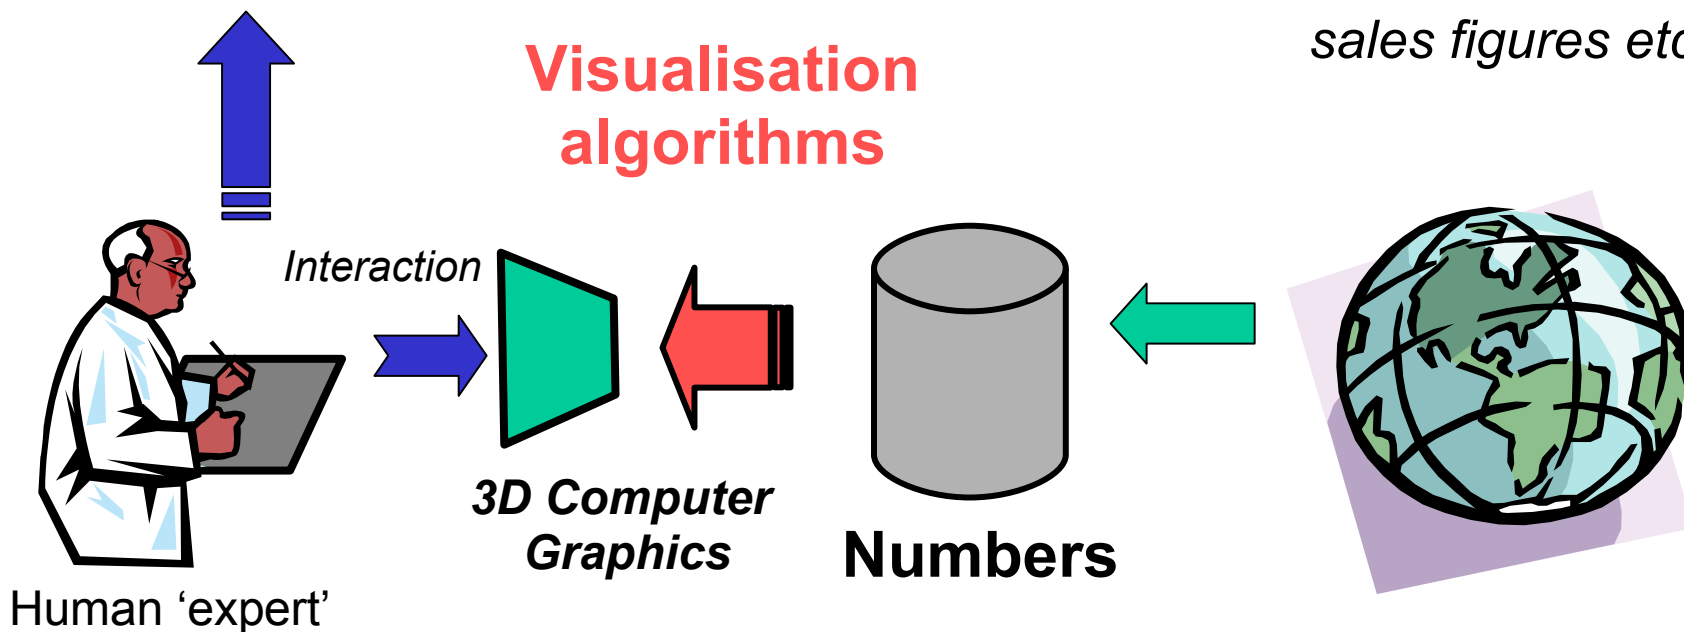 sales figures etc
Visualisation
algorithms
Interaction
3D Computer
Graphics
Numbers
Human ‘expert’